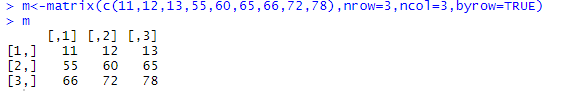 > m<-matrix(c(11,12,13,55,60,65,66,72,78),nrow=3,ncol=3,byrow=TRUE)
> m
     [,1] [,2] [,3]
[1,]   11   12   13
[2,]   55   60   65
[3,]   66   72   78